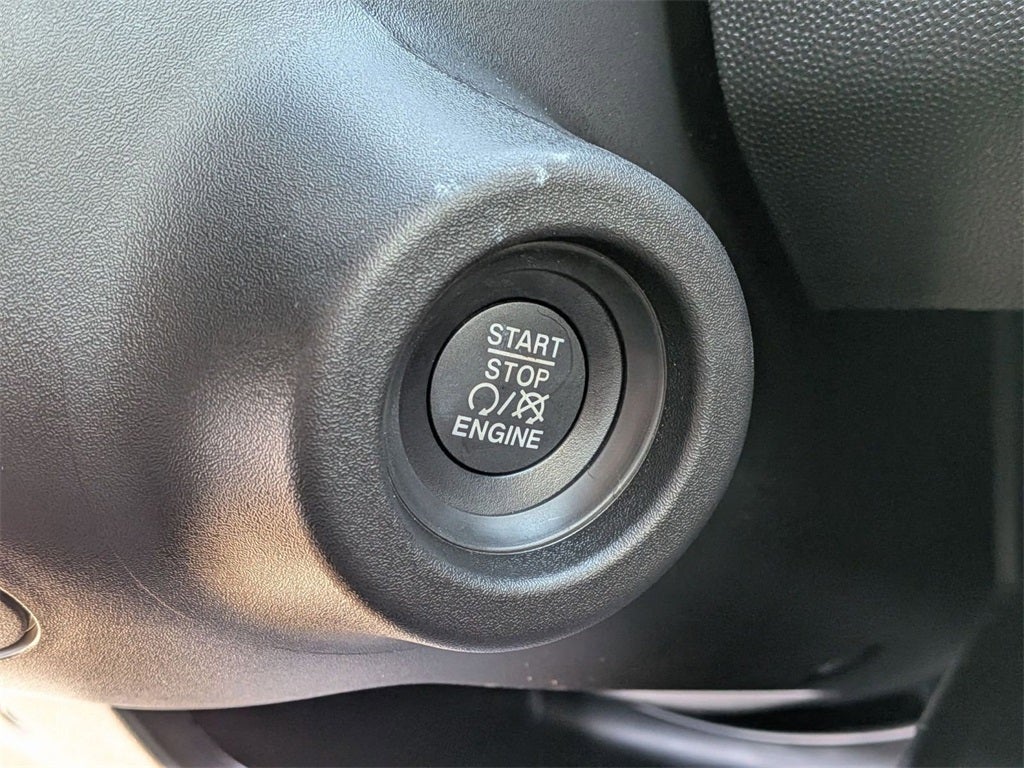 START
STOP
/
ENGINE